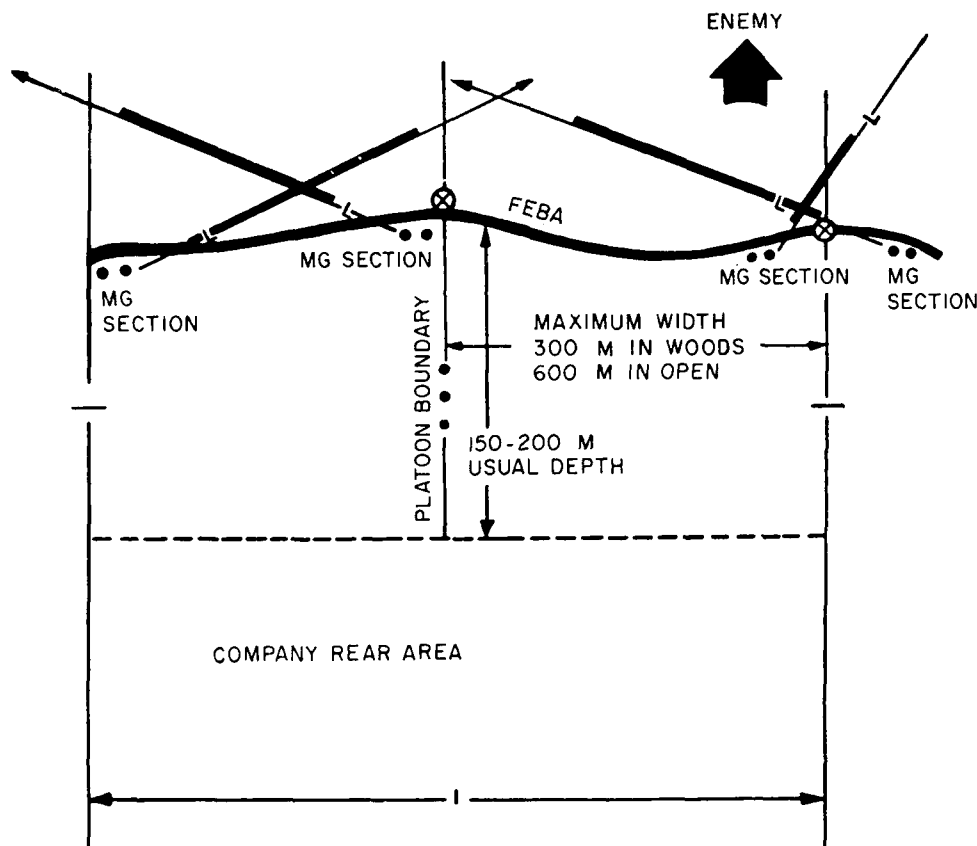 ENEMY
FEBA
MG SECTION
MG SECTION
MG
SECTION
MG
SECTION
MAXIMUM WIDTH
300 M IN WOODS
600 M IN OPEN
PLATOON BOUNDARY
150-200 M
USUAL DEPTH
COMPANY REAR AREA
L
L
L
L